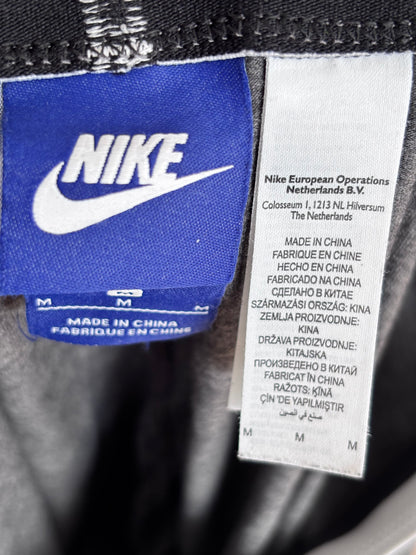 NIKE
M
M
M
MADE IN CHINA
FABRIQUE EN CHINE
Nike European Operations
Netherlands B.V.
Colosseum 1, 1213 NL Hilversum
The Netherlands
MADE IN CHINA
FABRIQUE EN CHINE
HECHO EN CHINA
FABRICADO NA CHINA
СДЕЛАНО В КИТАЕ
SZÁRMAZÁSI ORSZÁG: KINA
ZEMLJA PROIZVODNJE:
KINA
DRŽAVA PROIZVODNJE:
KITAJSKA
ПРОИЗВЕДЕНО В КИТАЙ
FABRICAT ÎN CHINA
RAŽOTS: ĶĪNĀ
ÇİN 'DE YAPILMIŞTIR
صنع في الصين
M
M
M